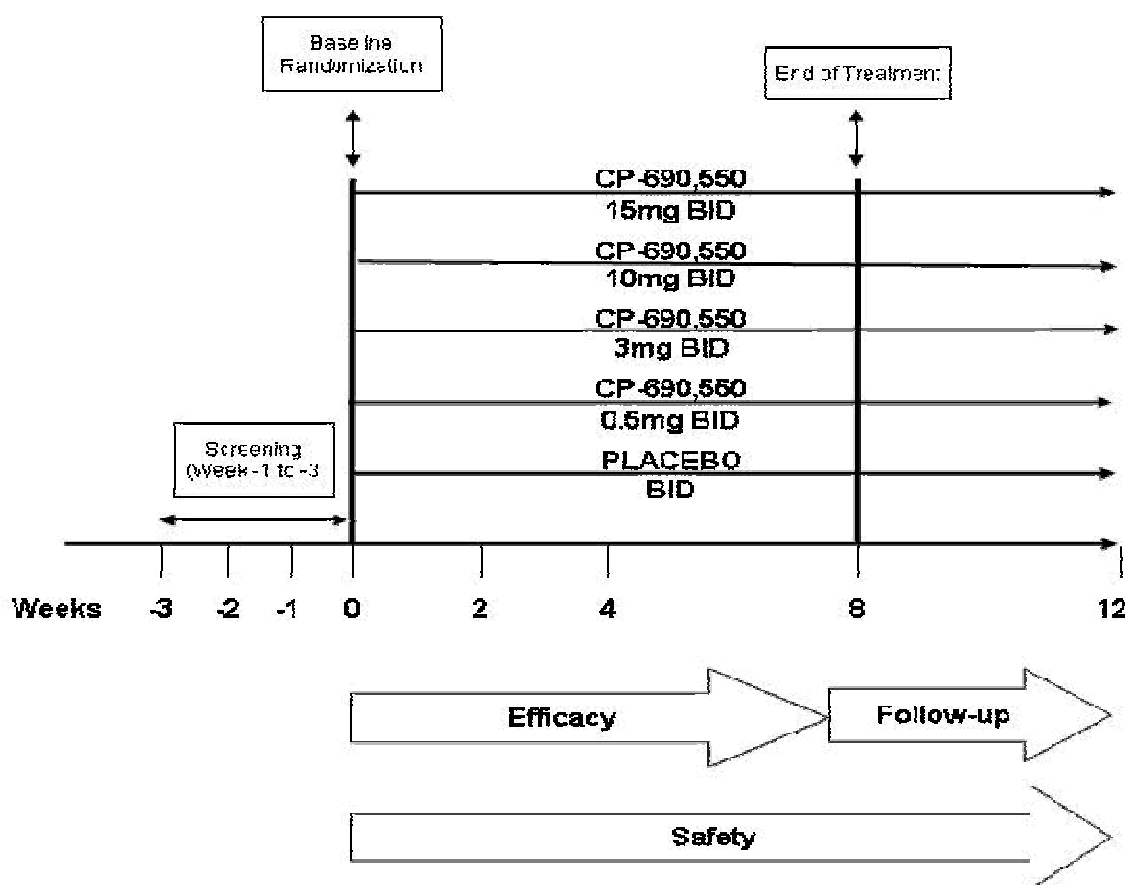 Baseline
Randomization
End of Treatment
CP-690,550
15mg BID
CP-690,550
10mg BID
CP-690,550
3mg BID
CP-690,550
0.5mg BID
Screening
(Week -1 to -3
PLACEBO
BID
Weeks -3 -2 -1 0 2 4 8 12
Efficacy
Follow-up
Safety